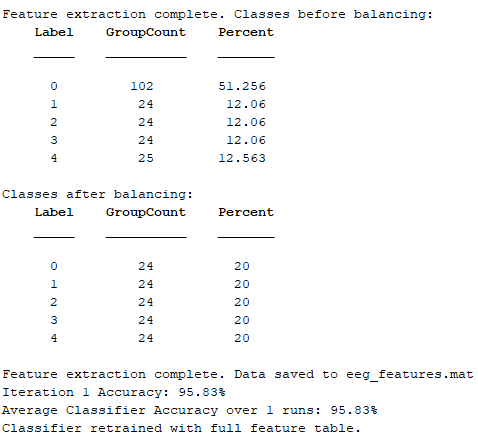 Feature extraction complete. Classes before balancing:
Label GroupCount Percent
0 102 51.256
1 24 12.06
2 24 12.06
3 24 12.06
4 25 12.563
Classes after balancing:
Label GroupCount Percent
0 24 20
1 24 20
2 24 20
3 24 20
4 24 20
Feature extraction complete. Data saved to eeg_features.mat
Iteration 1 Accuracy: 95.83%
Average Classifier Accuracy over 1 runs: 95.83%
Classifier retrained with full feature table.